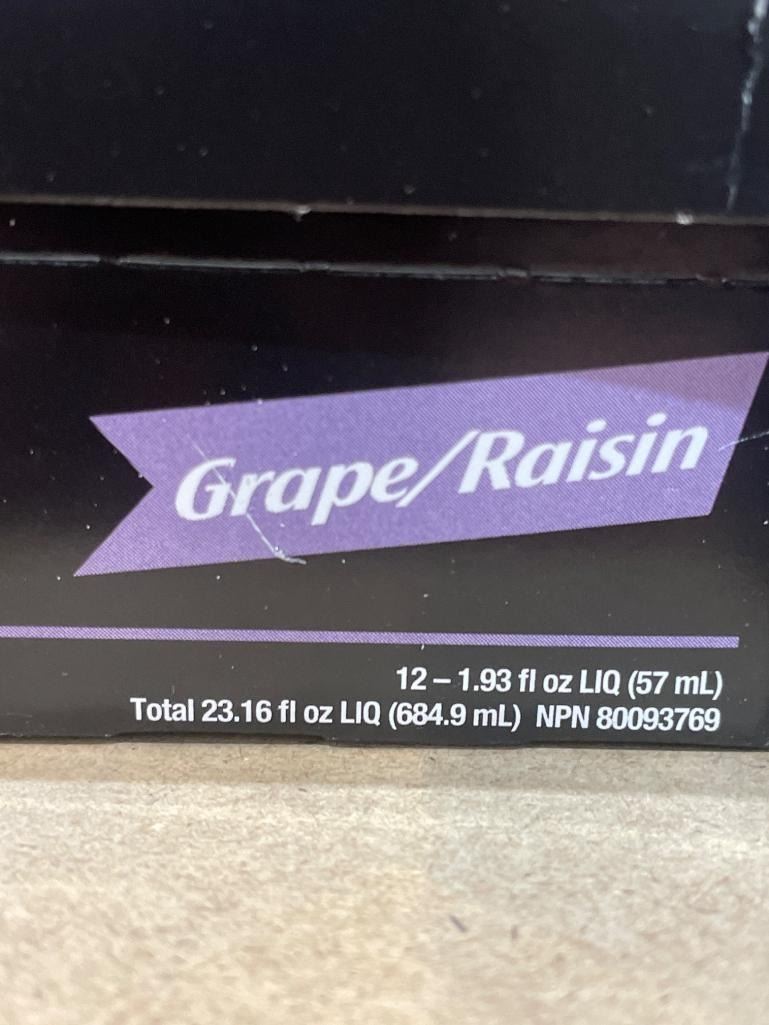 Grape/Raisin
12 – 1.93 fl oz LIQ (57 mL)
Total 23.16 fl oz LIQ (684.9 mL) NPN 80093769